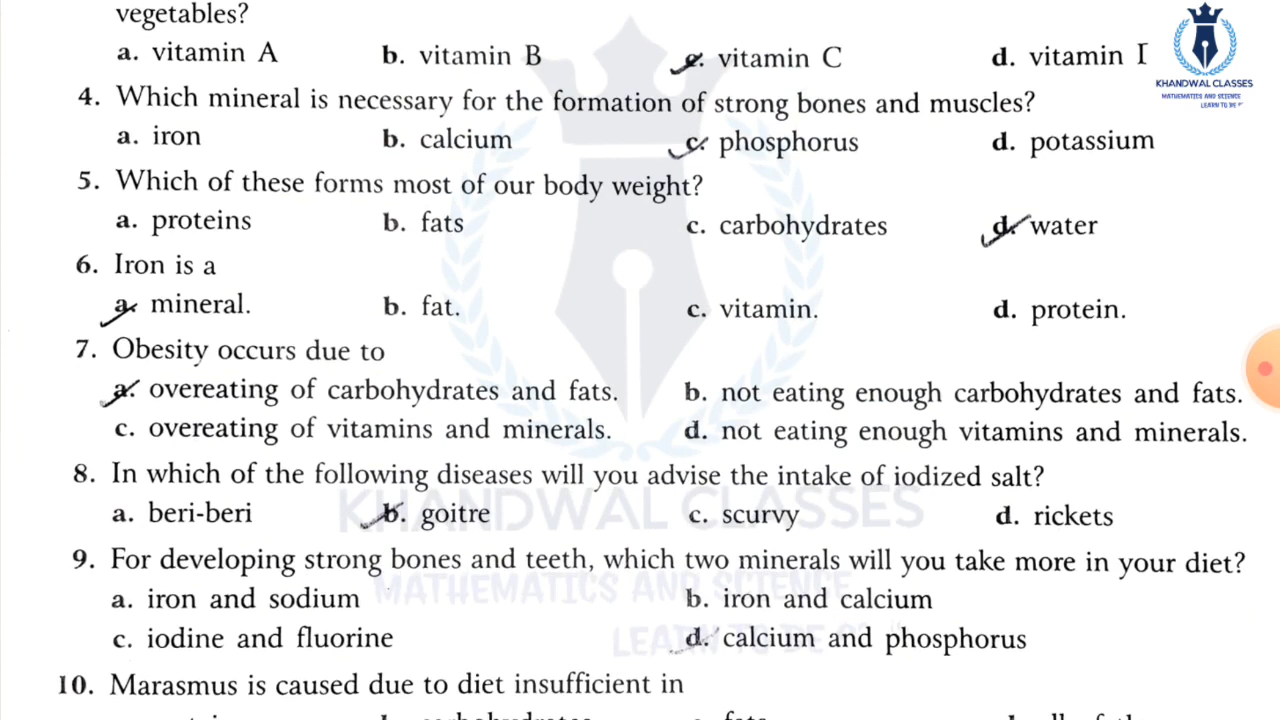 vegetables?
a. vitamin A b. vitamin B c. vitamin C d. vitamin
KHANDWAL CLASSES
MATHEMATICS AND SCIENCE
LEARN TO BE
4. Which mineral is necessary for the formation of strong bones and muscles?
a. iron b. calcium c. phosphorus d. potassium
5. Which of these forms most of our body weight?
a. proteins b. fats c. carbohydrates d. water
6. Iron is a
a. mineral. b. fat. c. vitamin. d. protein.
7. Obesity occurs due to
a. overeating of carbohydrates and fats. b. not eating enough carbohydrates and fats.
c. overeating of vitamins and minerals. d. not eating enough vitamins and minerals.
8. In which of the following diseases will you advise the intake of iodized salt?
a. beri-beri b. goitre c. scurvy d. rickets
KHANDWAL CLASSES
9. For developing strong bones and teeth, which two minerals will you take more in your diet?
MATHEMATICS AND SCIENCE
a. iron and sodium b. iron and calcium
LEARN TO BE
c. iodine and fluorine d. calcium and phosphorus
10. Marasmus is caused due to diet insufficient in